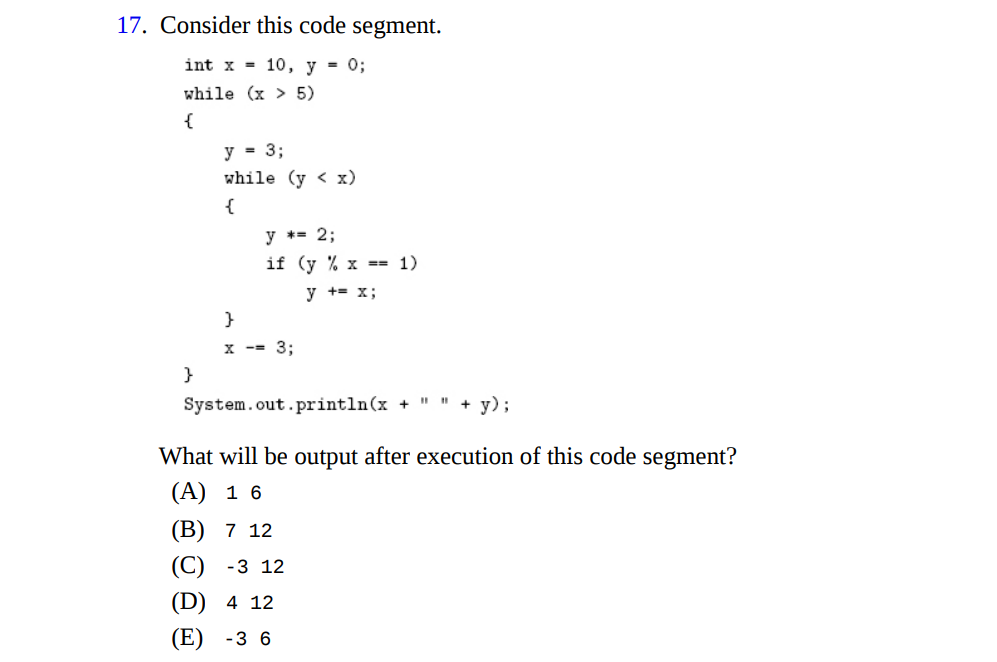 17. Consider this code segment.
int x = 10, y = 0;
while (x > 5)
{
y = 3;
while (y < x)
{
y *= 2;
if (y % x == 1)
y += x;
}
x -= 3;
}
System.out.println(x + " " + y);
What will be output after execution of this code segment?
(A) 1 6
(B) 7 12
(C) -3 12
(D) 4 12
(E) -3 6